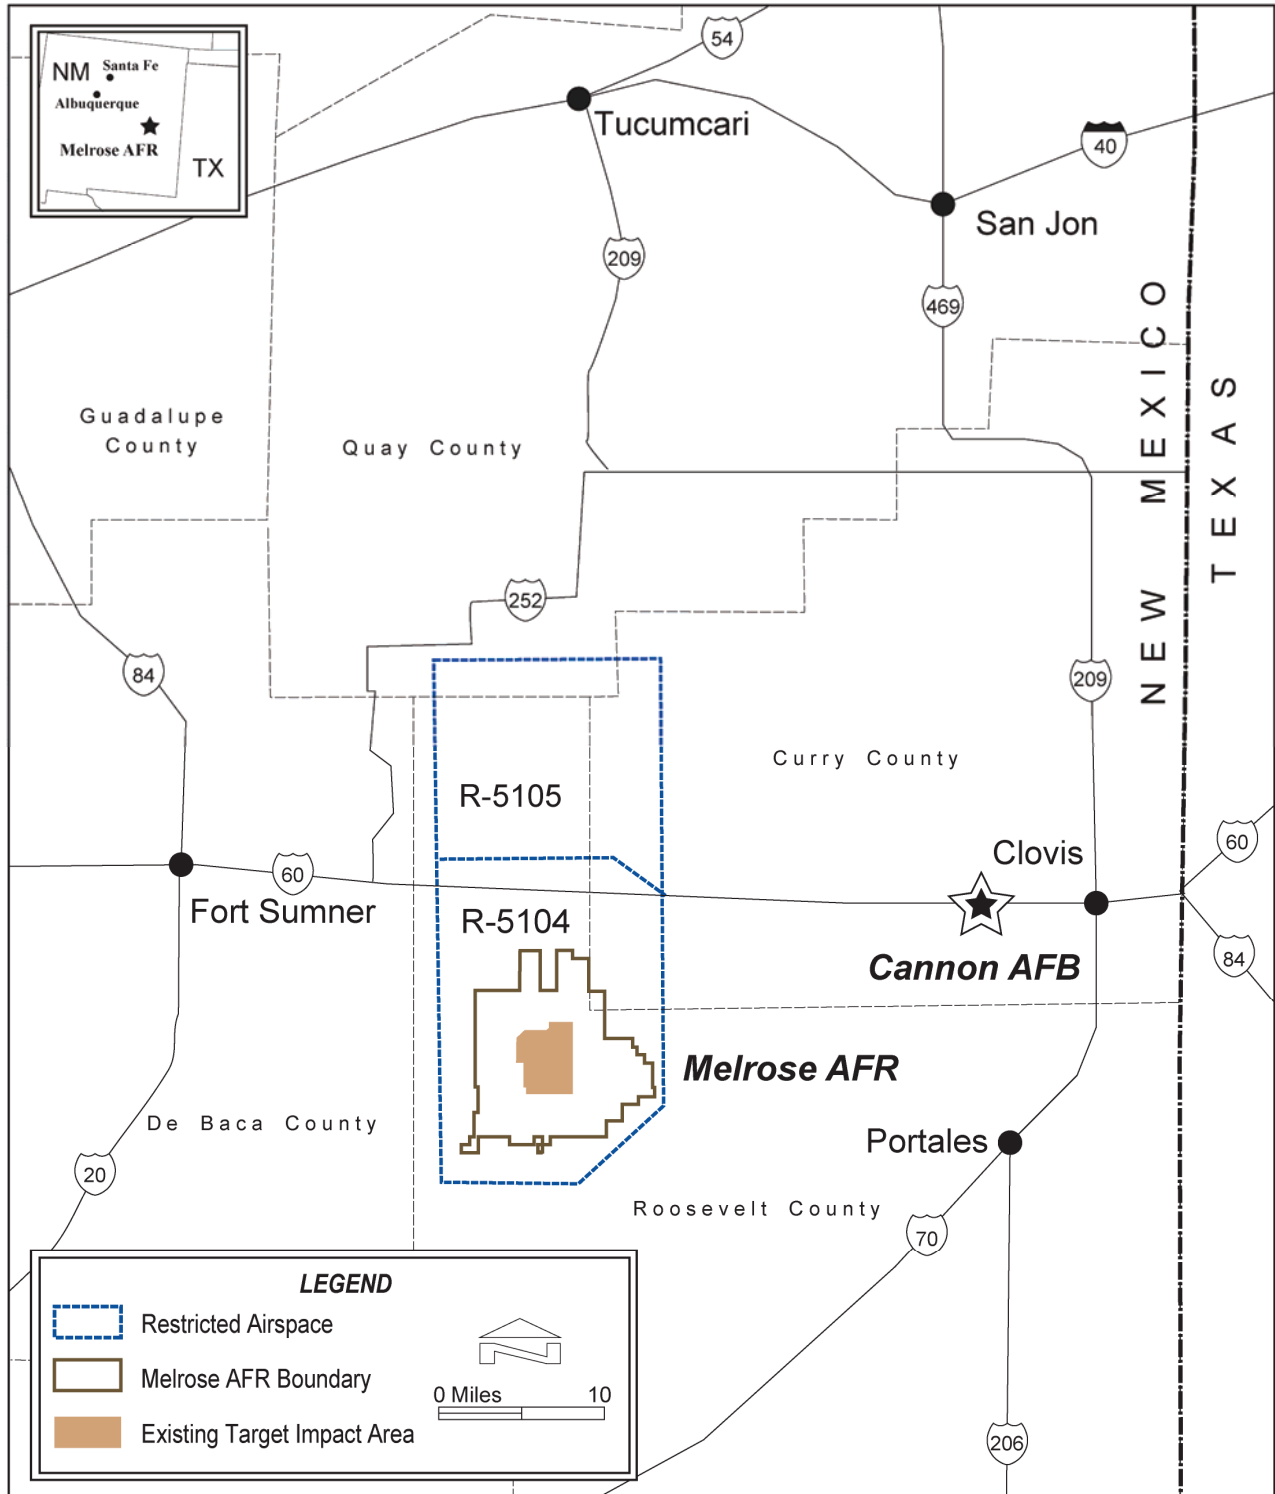 NM
Santa Fe
Albuquerque
Melrose AFR
TX
54
Tucumcari
40
San Jon
209
469
NEW MEXICO
TEXAS
Guadalupe
County
Quay County
252
84
209
Curry County
R-5105
Clovis
60
60
Fort Sumner
R-5104
Cannon AFB
84
Melrose AFR
De Baca County
Portales
20
Roosevelt County
70
LEGEND
Restricted Airspace
Melrose AFR Boundary
Existing Target Impact Area
N
0 Miles 10
206